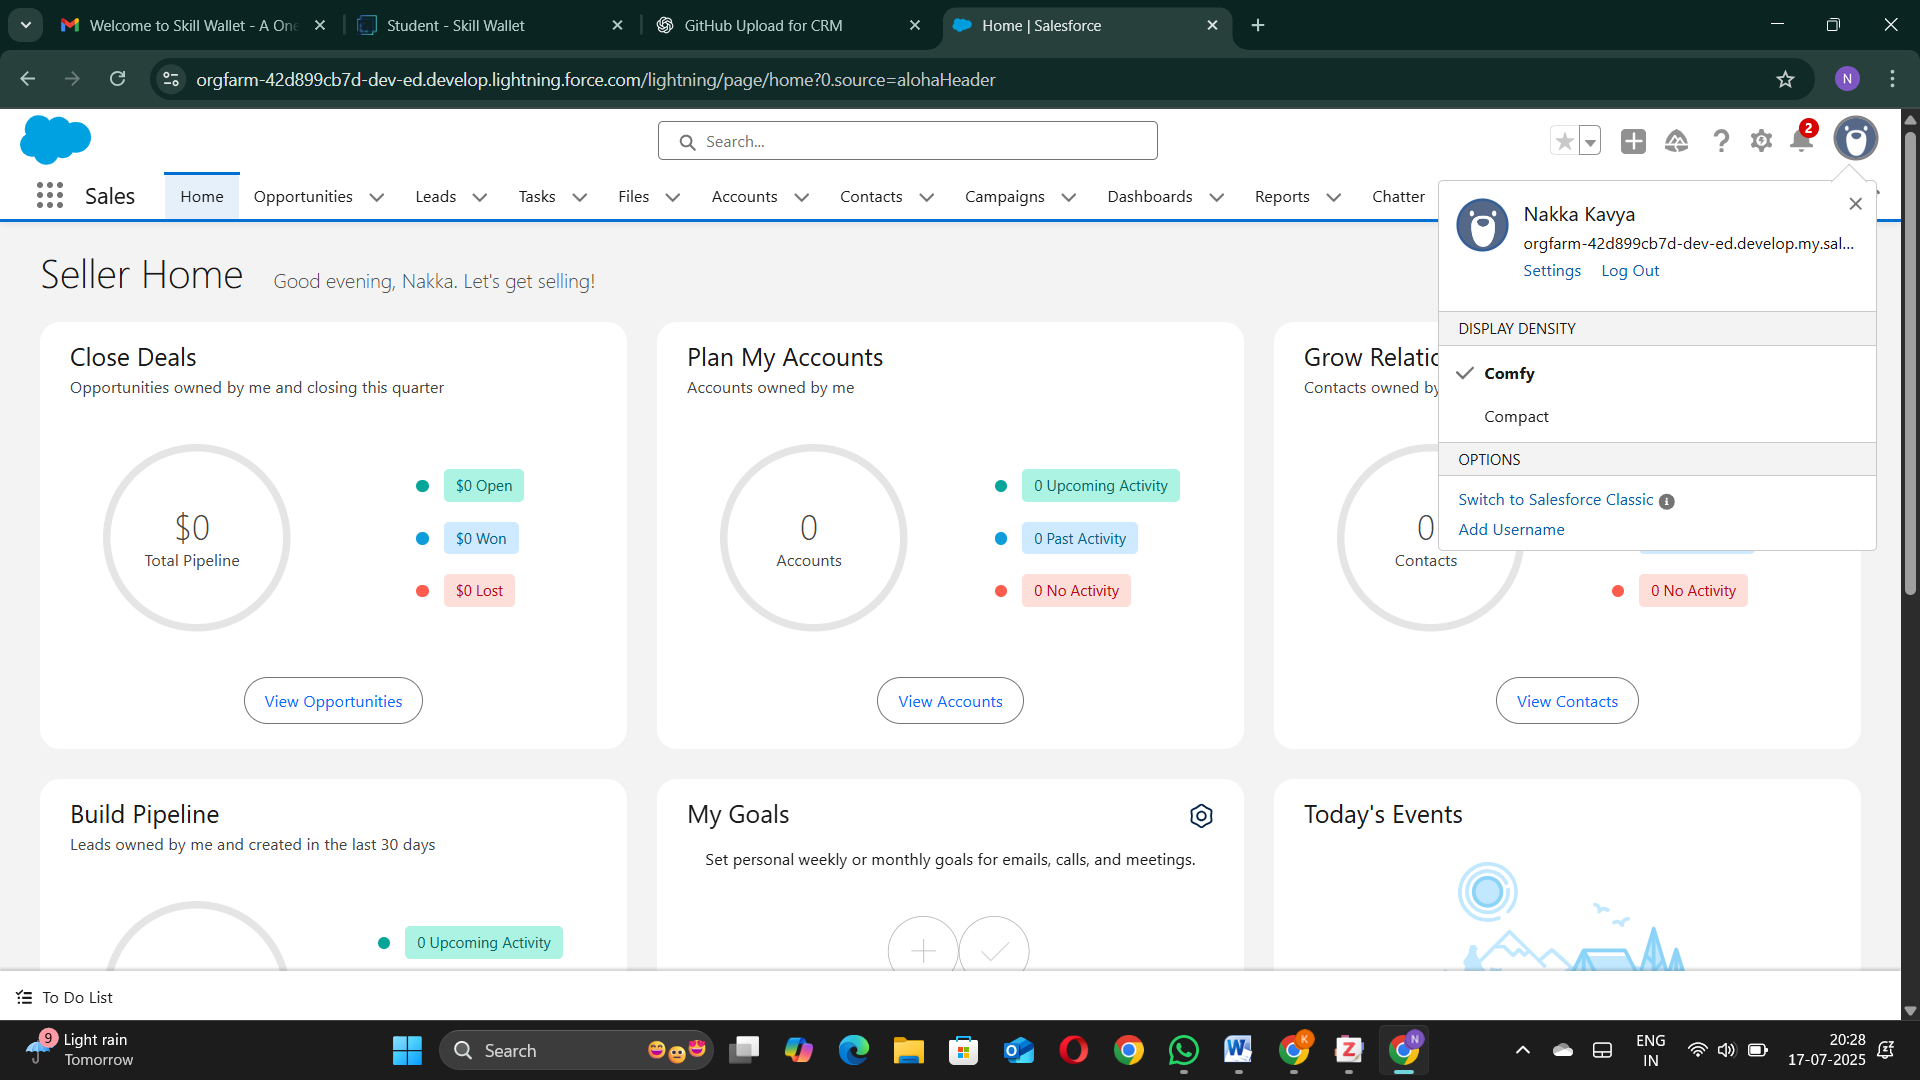 Welcome to Skill Wallet - A One
Student - Skill Wallet
GitHub Upload for CRM
Home | Salesforce
orgfarm-42d899cb7d-dev-ed.develop.lightning.force.com/lightning/page/home?0.source=alohaHeader
N
Search...
2
Sales
Home
Opportunities
Leads
Tasks
Files
Accounts
Contacts
Campaigns
Dashboards
Reports
Chatter
Nakka Kavya
orgfarm-42d899cb7d-dev-ed.develop.my.sal...
Settings Log Out
DISPLAY DENSITY
Comfy
Compact
OPTIONS
Switch to Salesforce Classic
Add Username
Seller Home
Good evening, Nakka. Let's get selling!
Close Deals
Opportunities owned by me and closing this quarter
$0
Total Pipeline
$0 Open
$0 Won
$0 Lost
View Opportunities
Plan My Accounts
Accounts owned by me
0
Accounts
0 Upcoming Activity
0 Past Activity
0 No Activity
View Accounts
Grow Relatio
Contacts owned by
0
Contacts
0 No Activity
View Contacts
Build Pipeline
Leads owned by me and created in the last 30 days
0 Upcoming Activity
My Goals
Set personal weekly or monthly goals for emails, calls, and meetings.
Today's Events
To Do List
9
Light rain
Tomorrow
Search
K
N
ENG
IN
20:28
17-07-2025